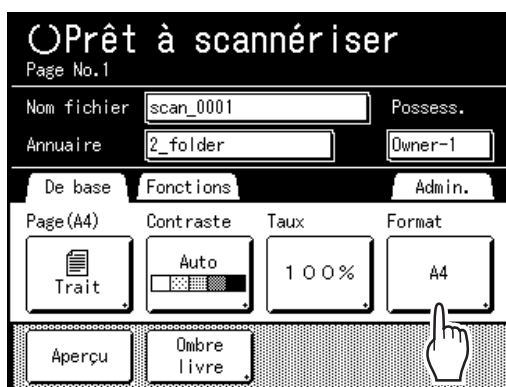 Prêt à scannériser
Page No.1
Nom fichier scan_0001 Possess.
Annuaire 2_folder Owner-1
De base Fonctions Admin.
Page(A4) Contraste Taux Format
Trait Auto 100% A4
Aperçu Ombre livre